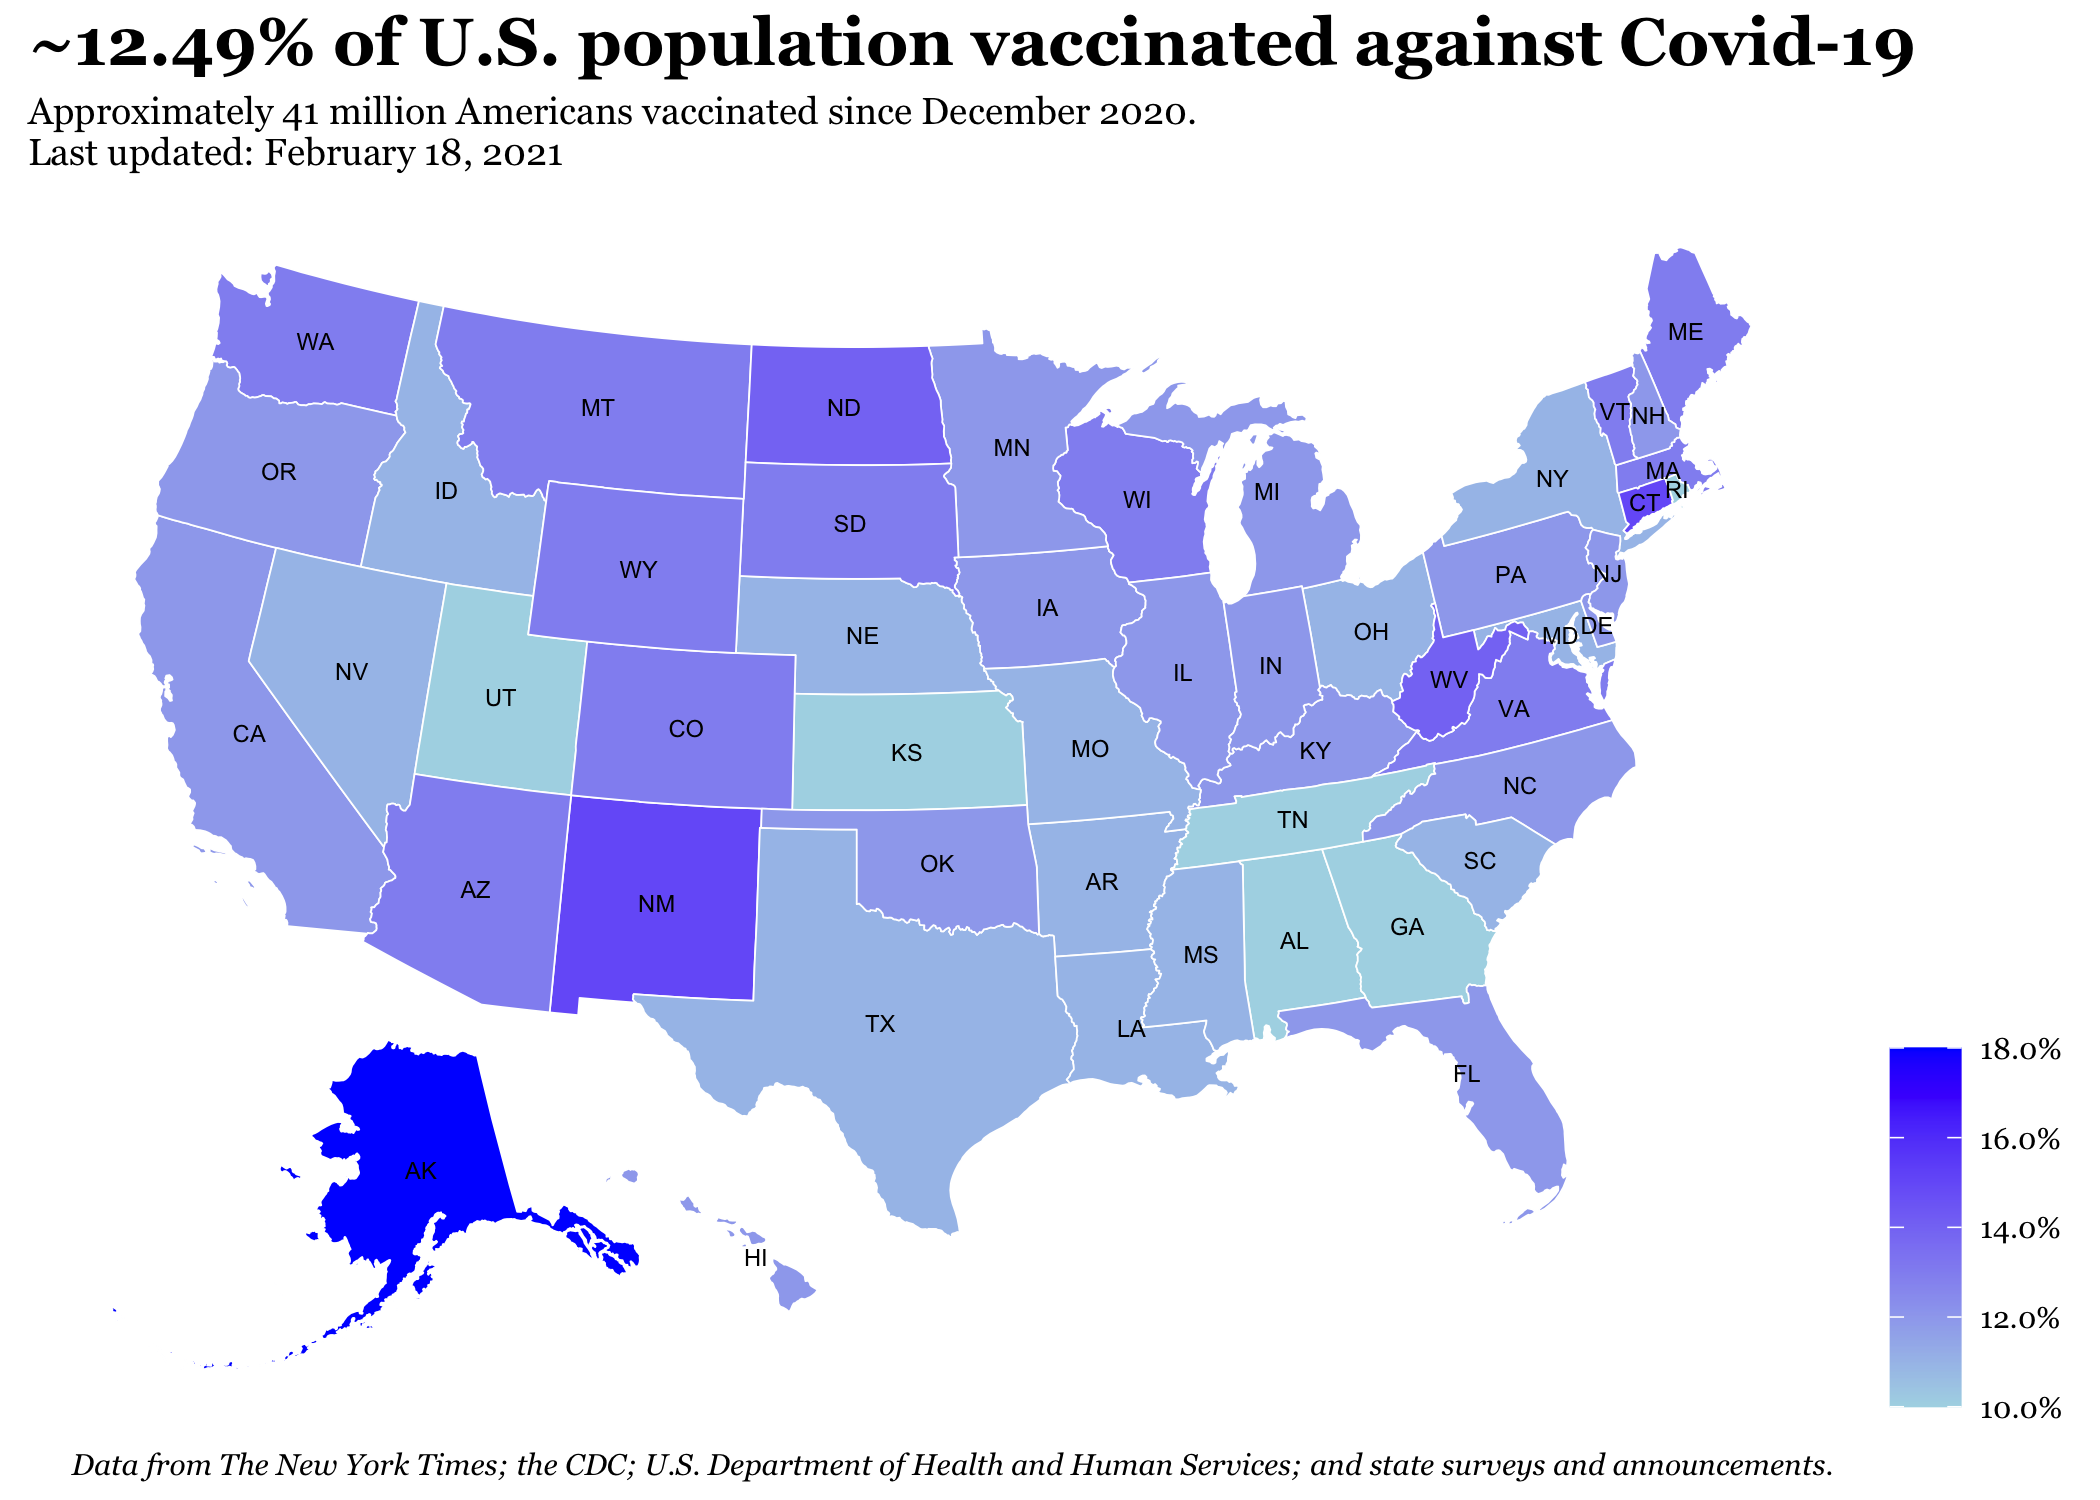 ~12.49% of U.S. population vaccinated against Covid-19
Approximately 41 million Americans vaccinated since December 2020.
Last updated: February 18, 2021
ME
WA
MT
ND
VT
NH
MN
OR
ID
WI
MI
NY
MA
RI
CT
SD
WY
PA
NJ
IA
NE
OH
MD
DE
NV
UT
IL
IN
WV
VA
CA
CO
KS
MO
KY
NC
TN
AZ
NM
OK
AR
SC
MS
AL
GA
TX
LA
FL
AK
HI
18.0%
16.0%
14.0%
12.0%
10.0%
Data from The New York Times; the CDC; U.S. Department of Health and Human Services; and state surveys and announcements.